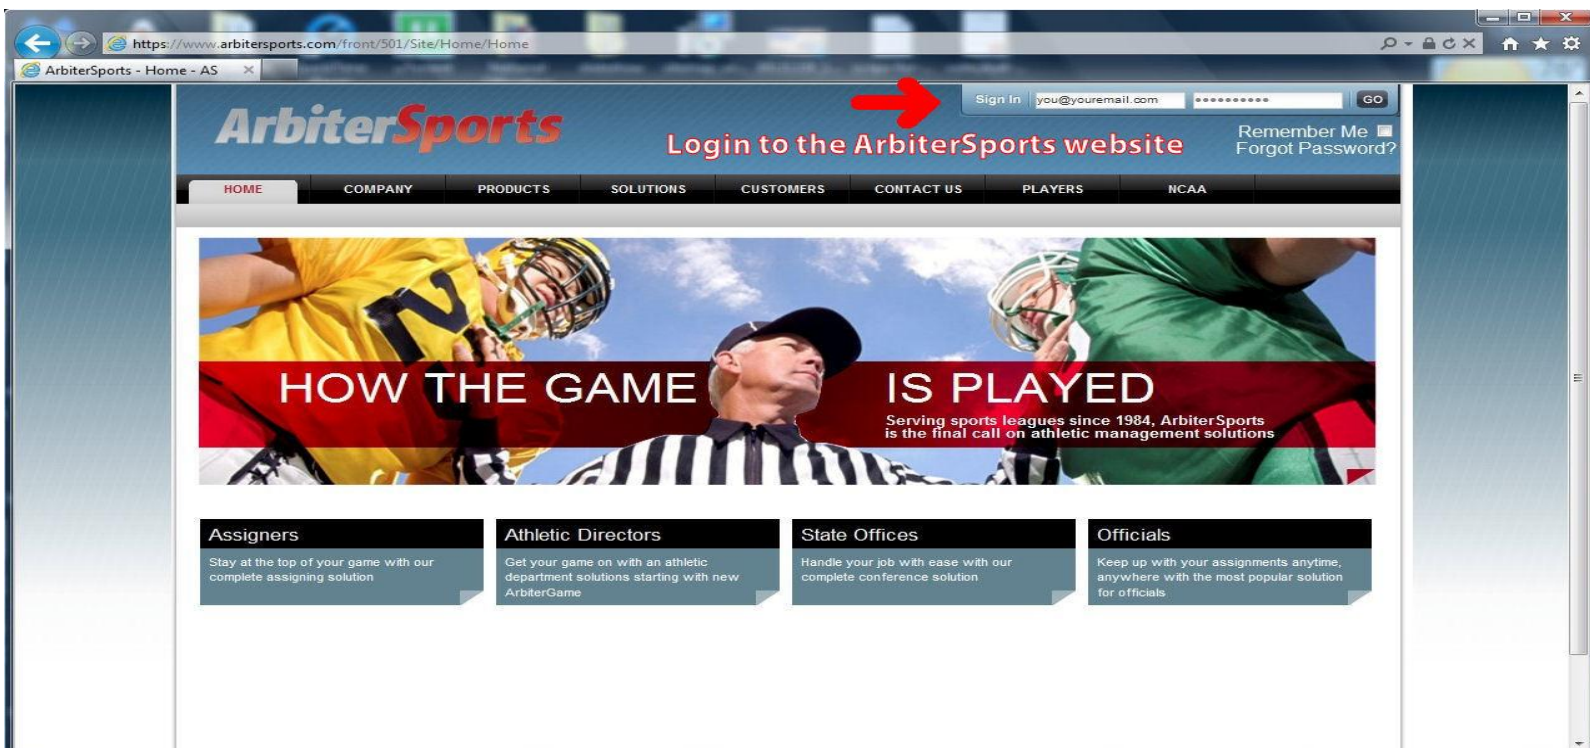 https://www.arbitersports.com/front/501/Site/Home/Home
ArbiterSports - Home - AS
ArbiterSports
Sign In you@youremail.com •••••••••• GO
Login to the ArbiterSports website
Remember Me
Forgot Password?
HOME COMPANY PRODUCTS SOLUTIONS CUSTOMERS CONTACT US PLAYERS NCAA
HOW THE GAME IS PLAYED
Serving sports leagues since 1984, ArbiterSports
is the final call on athletic management solutions
Assigners
Stay at the top of your game with our
complete assigning solution
Athletic Directors
Get your game on with an athletic
department solutions starting with new
ArbiterGame
State Offices
Handle your job with ease with our
complete conference solution
Officials
Keep up with your assignments anytime,
anywhere with the most popular solution
for officials